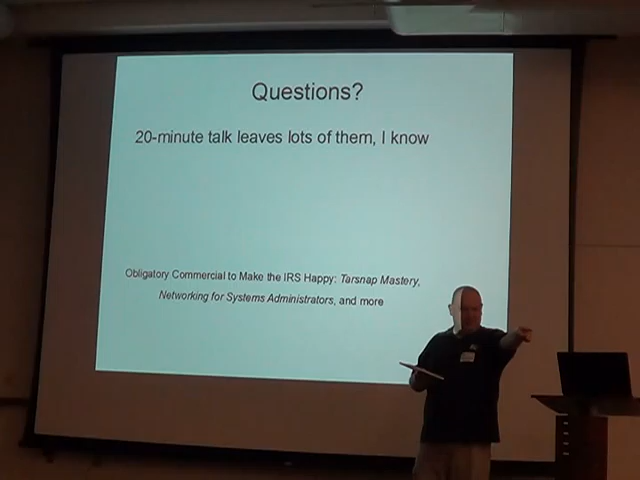 Questions?
20-minute talk leaves lots of them, I know
Obligatory Commercial to Make the IRS Happy: Tarsnap Mastery,
Networking for Systems Administrators, and more